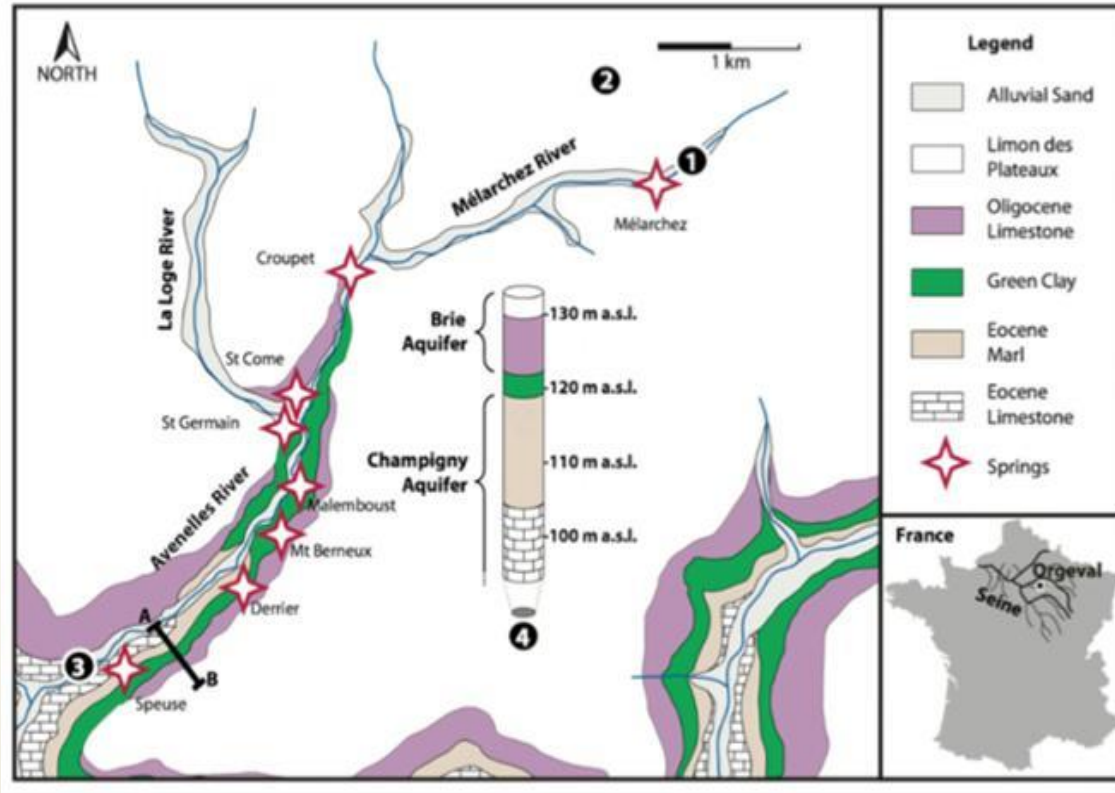 NORTH
1 km
2
1
Mélarchez River
Mélarchez
La Loge River
Croupet
St Come
St Germain
Avenelles River
Malemboust
Mt Berneux
Derrier
A
B
3
Speuse
Brie
Aquifer
Champigny
Aquifer
130 m a.s.l.
120 m a.s.l.
110 m a.s.l.
100 m a.s.l.
4
Legend
Alluvial Sand
Limon des
Plateaux
Oligocene
Limestone
Green Clay
Eocene
Marl
Eocene
Limestone
Springs
France
Orgeval
Seine